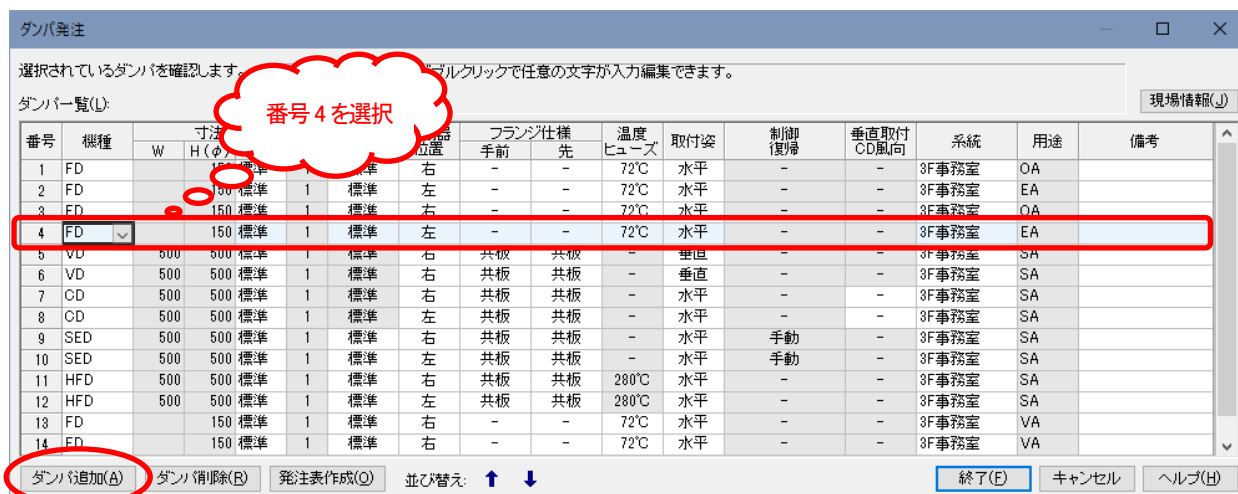 ダンパ発注
選択されているダンパを確認します。 ブルクリックで任意の文字が入力編集できます。
ダンパ一覧(L): 現場情報(J)
番号4を選択
番号 機種 寸法 フランジ仕様 温度ヒューズ 取付姿 制御復帰 垂直取付CD風向 系統 用途 備考
W H(φ) 位置 手前 先
1 FD 150 標準 1 標準 右 - - 72℃ 水平 - - 3F事務室 OA
2 FD 150 標準 1 標準 右 - - 72℃ 水平 - - 3F事務室 EA
3 FD 150 標準 1 標準 右 - - 72℃ 水平 - - 3F事務室 OA
4 FD 150 標準 1 標準 左 - - 72℃ 水平 - - 3F事務室 EA
5 VD 500 500 標準 1 標準 右 共板 共板 - 垂直 - - 3F事務室 SA
6 VD 500 500 標準 1 標準 右 共板 共板 - 垂直 - - 3F事務室 SA
7 CD 500 500 標準 1 標準 右 共板 共板 - 水平 - - 3F事務室 SA
8 CD 500 500 標準 1 標準 左 共板 共板 - 水平 - - 3F事務室 SA
9 SED 500 500 標準 1 標準 右 共板 共板 - 水平 手動 - 3F事務室 SA
10 SED 500 500 標準 1 標準 左 共板 共板 - 水平 手動 - 3F事務室 SA
11 HFD 500 500 標準 1 標準 右 共板 共板 280℃ 水平 - - 3F事務室 SA
12 HFD 500 500 標準 1 標準 左 共板 共板 280℃ 水平 - - 3F事務室 SA
13 FD 150 標準 1 標準 右 - - 72℃ 水平 - - 3F事務室 VA
14 FD 150 標準 1 標準 右 - - 72℃ 水平 - - 3F事務室 VA
ダンパ追加(A) ダンパ削除(R) 発注表作成(O) 並び替え: ↑ ↓ 終了(F) キャンセル ヘルプ(H)